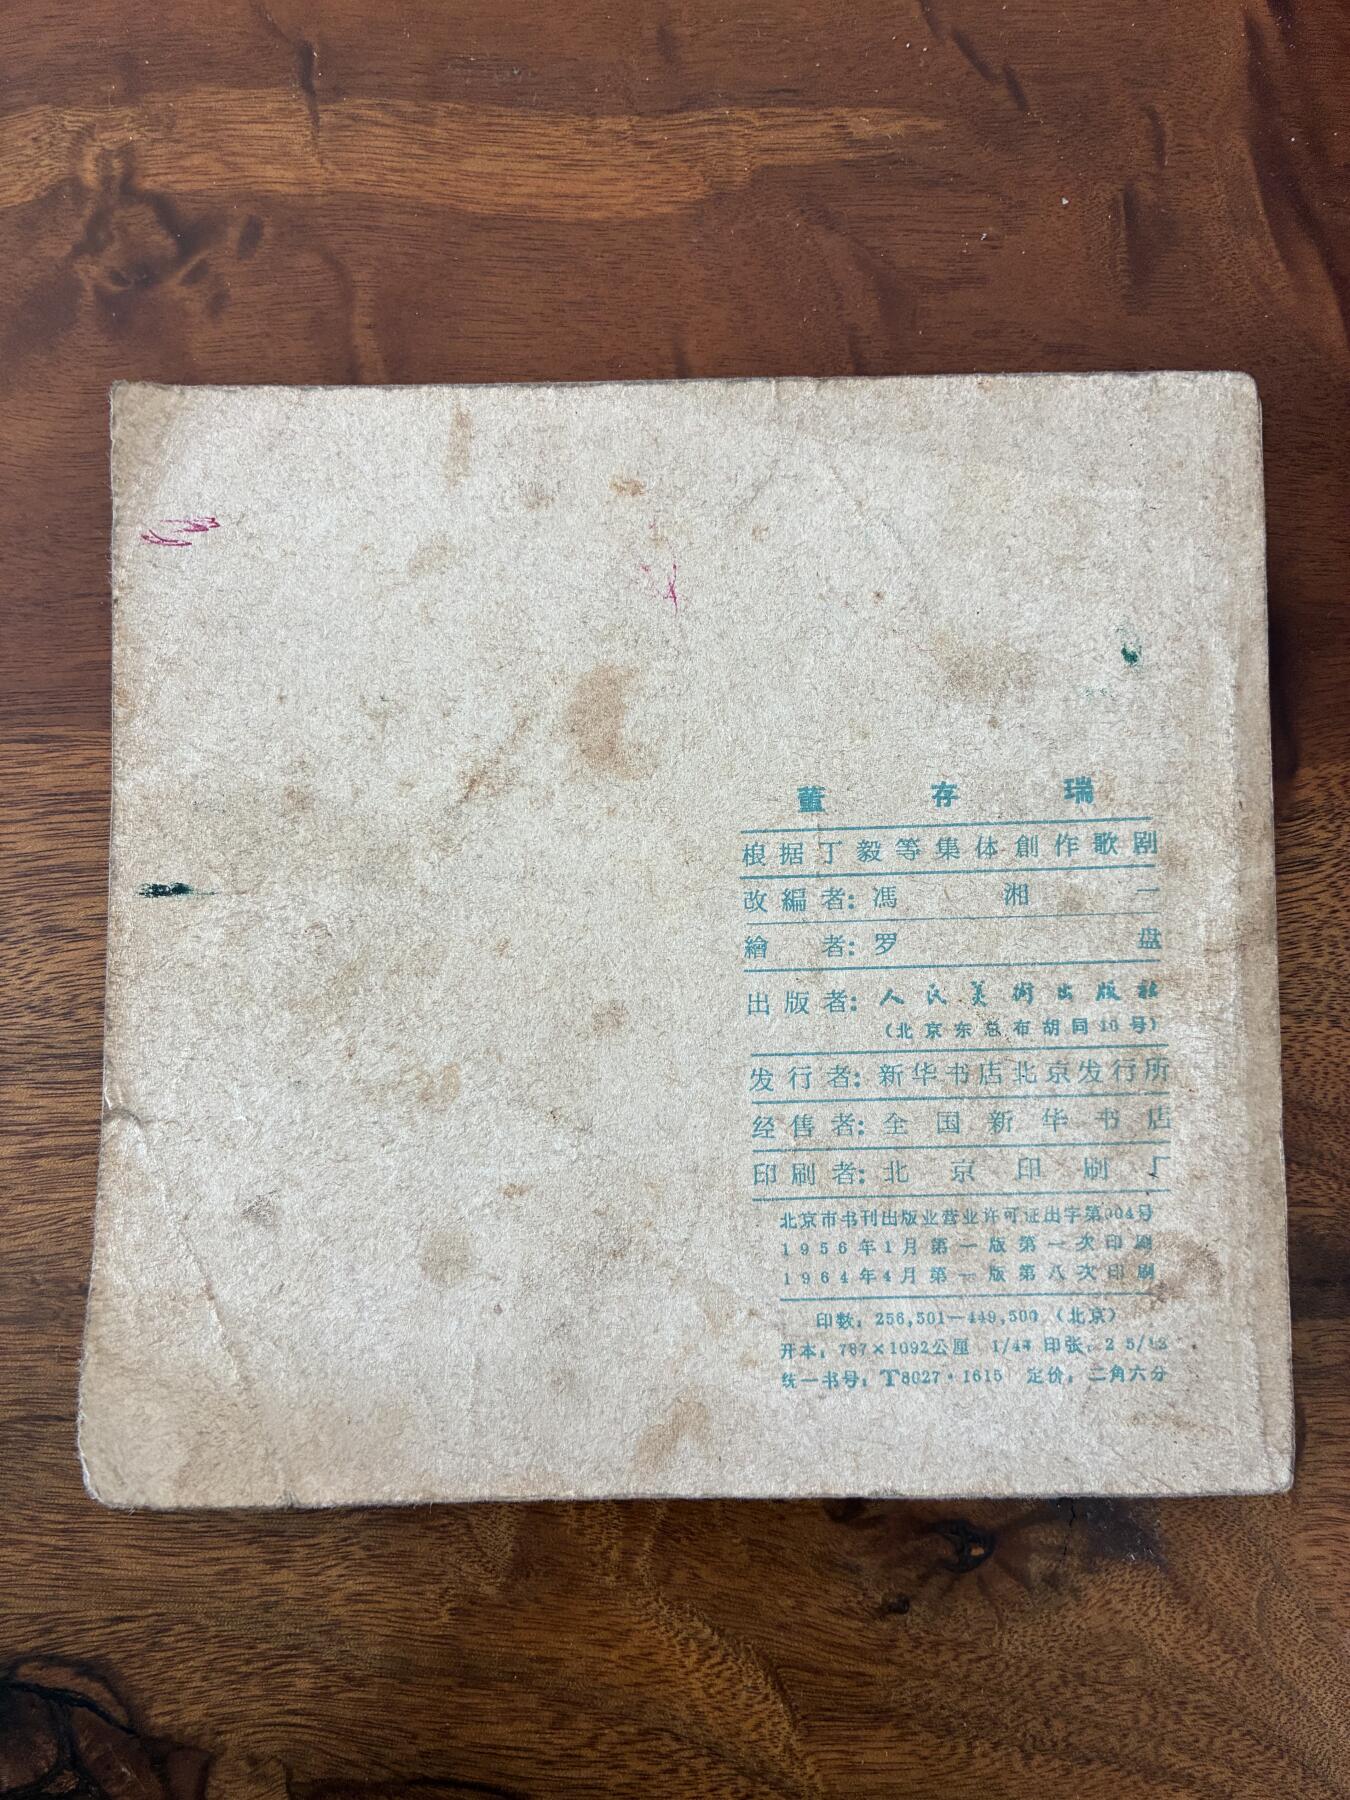 董存瑞
根据丁毅等集体創作歌剧
改編者：馮湘一
繪者：罗盘
出版者：人民美術出版社
（北京东总布胡同10号）
发行者：新华书店北京发行所
经售者：全国新华书店
印刷者：北京印刷厂
北京市书刊出版业营业许可证出字第004号
1956年1月第一版第一次印刷
1964年4月第一版第八次印刷
印数：256,501—449,500（北京）
开本：787×1092公厘 1/44 印张：2 5/
统一书号：T8027·1615 定价：二角六分